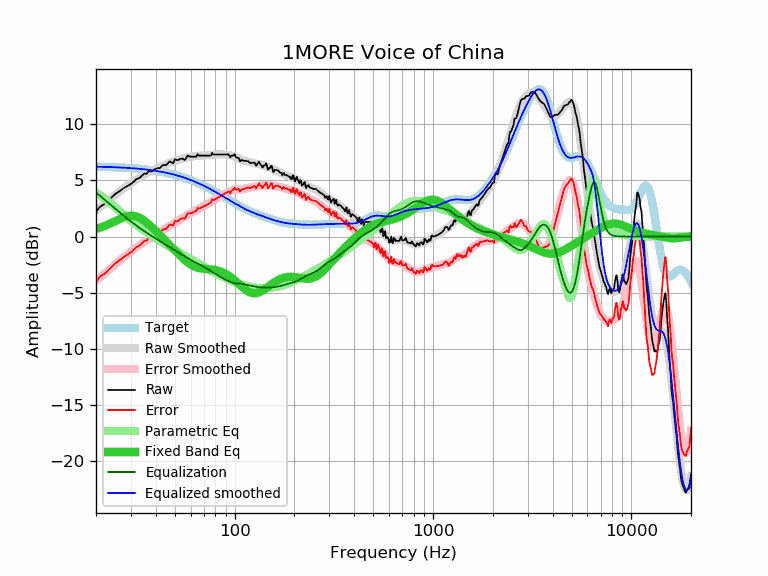 1MORE Voice of China
Amplitude (dBr)
10
5
0
−5
−10
−15
−20
Target
Raw Smoothed
Error Smoothed
Raw
Error
Parametric Eq
Fixed Band Eq
Equalization
Equalized smoothed
100
1000
10000
Frequency (Hz)